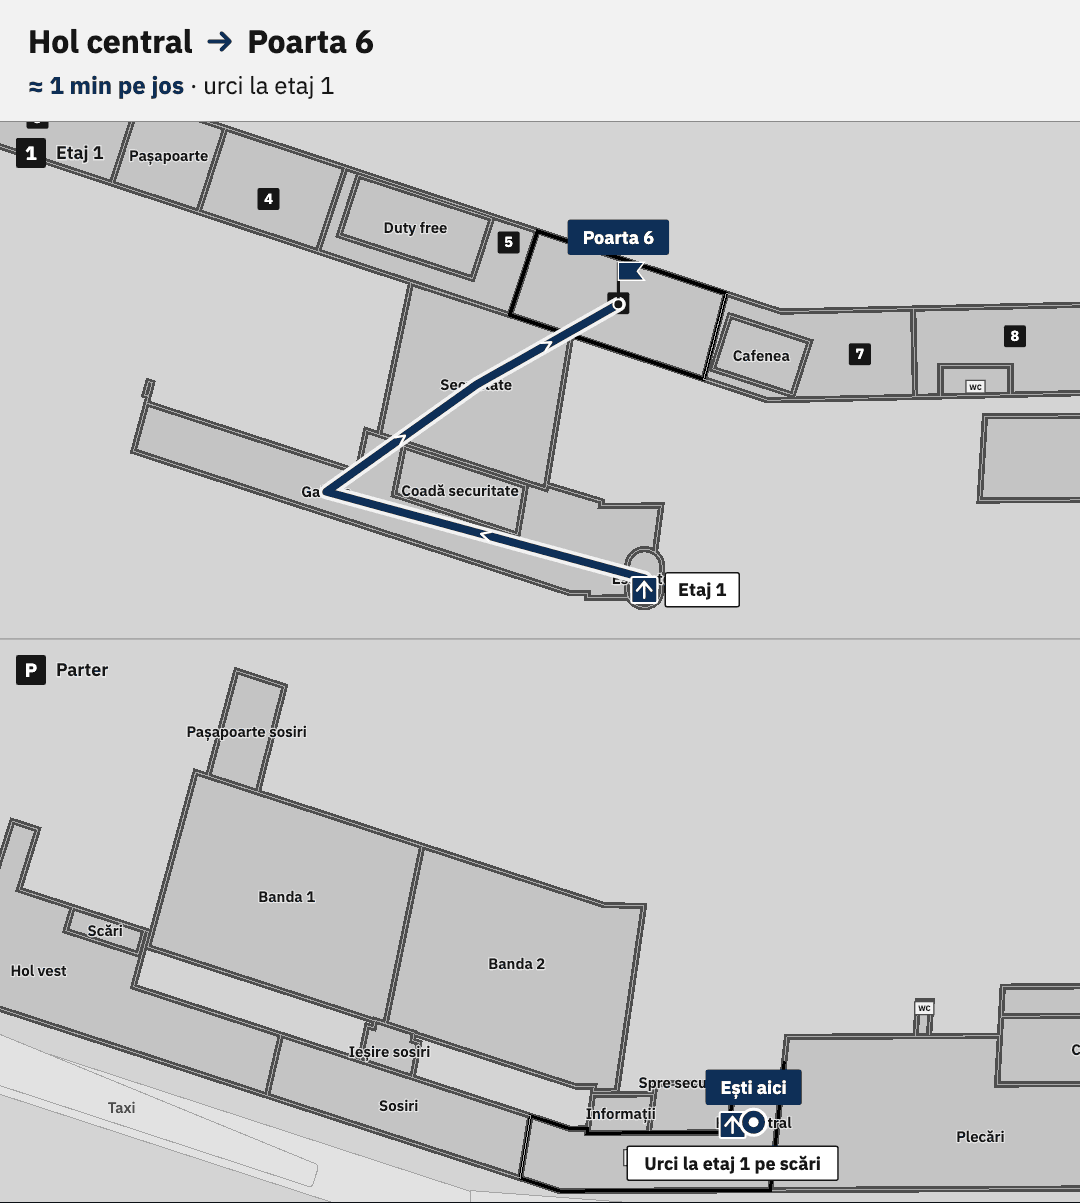 Hol central → Poarta 6
≈ 1 min pe jos · urci la etaj 1
1 Etaj 1
Pașapoarte
4
Duty free
5
Poarta 6
Cafenea
7
8
WC
Coadă securitate
Etaj 1
P Parter
Pașapoarte sosiri
Banda 1
Banda 2
Scări
Hol vest
WC
Ieșire sosiri
Taxi
Sosiri
Informații
Spre
Ești aici
Plecări
Urci la etaj 1 pe scări